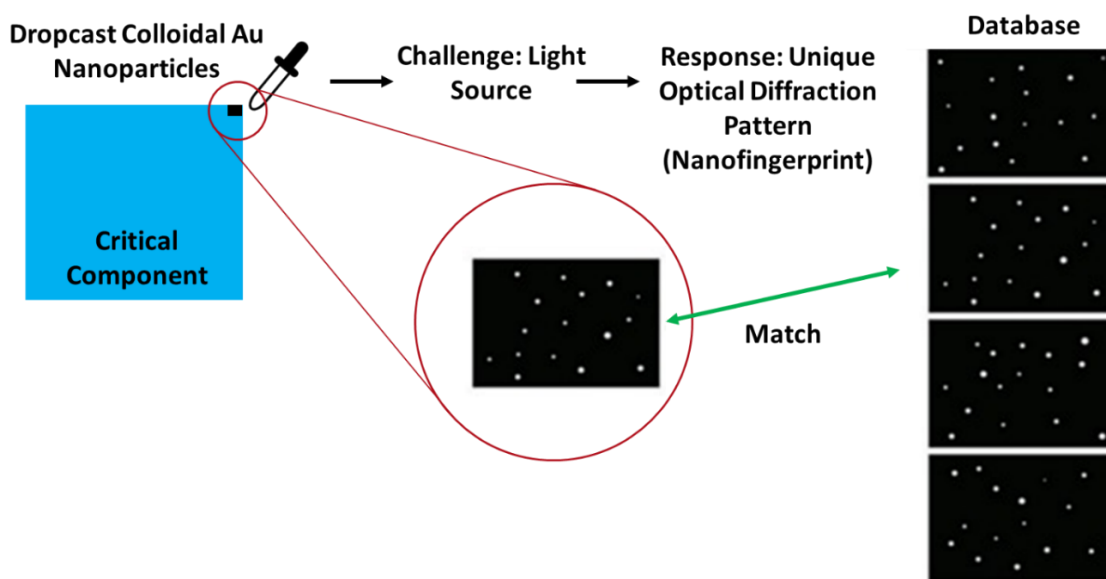 Dropcast Colloidal Au
Nanoparticles
Challenge: Light
Source
Response: Unique
Optical Diffraction
Pattern
(Nanofingerprint)
Database
Critical
Component
Match